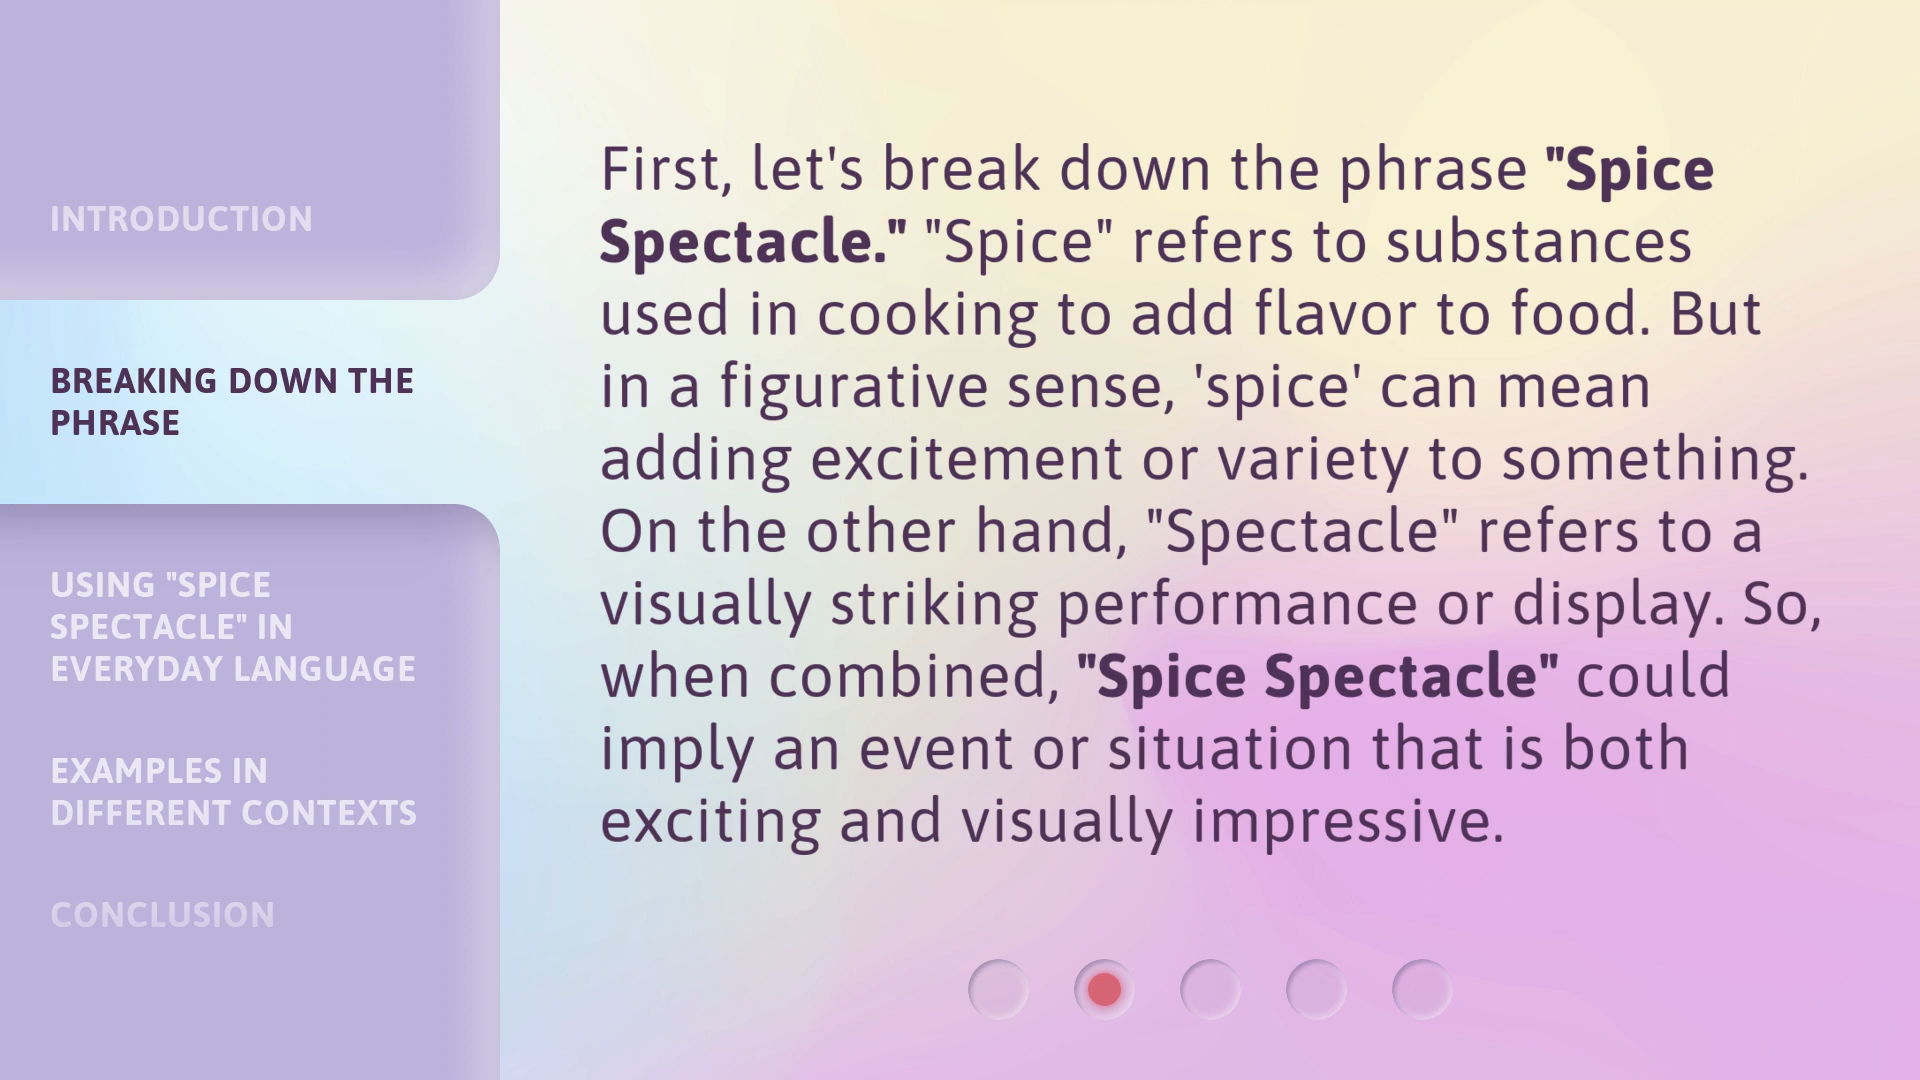 INTRODUCTION
BREAKING DOWN THE
PHRASE
USING "SPICE
SPECTACLE" IN
EVERYDAY LANGUAGE
EXAMPLES IN
DIFFERENT CONTEXTS
CONCLUSION
First, let's break down the phrase "Spice
Spectacle." "Spice" refers to substances
used in cooking to add flavor to food. But
in a figurative sense, 'spice' can mean
adding excitement or variety to something.
On the other hand, "Spectacle" refers to a
visually striking performance or display. So,
when combined, "Spice Spectacle" could
imply an event or situation that is both
exciting and visually impressive.